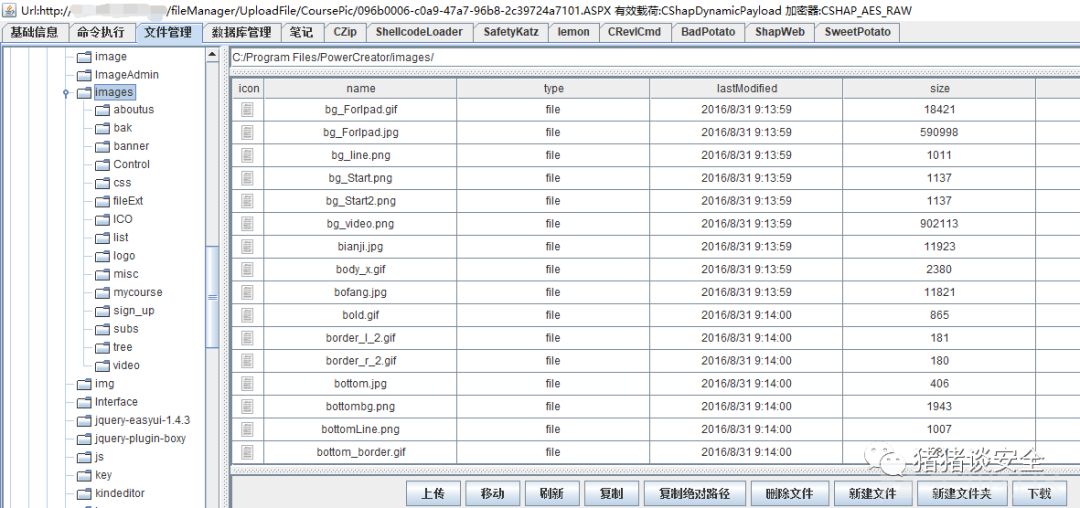 Url:http:// /fileManager/UploadFile/CoursePic/096b0006-c0a9-47a7-96b8-2c39724a7101.ASPX 有效载荷:CShapDynamicPayload 加密器:CSHAP_AES_RAW
基础信息 命令执行 文件管理 数据库管理 笔记 CZip ShellcodeLoader SafetyKatz lemon CRevlCmd BadPotato ShapWeb SweetPotato
image
ImageAdmin
images
aboutus
bak
banner
Control
css
fileExt
ICO
list
logo
misc
mycourse
sign_up
subs
tree
video
img
Interface
jquery-easyui-1.4.3
jquery-plugin-boxy
js
key
kindeditor
C:/Program Files/PowerCreator/images/
icon name type lastModified size
bg_ForIpad.gif file 2016/8/31 9:13:59 18421
bg_ForIpad.jpg file 2016/8/31 9:13:59 590998
bg_line.png file 2016/8/31 9:13:59 1011
bg_Start.png file 2016/8/31 9:13:59 1137
bg_Start2.png file 2016/8/31 9:13:59 1137
bg_video.png file 2016/8/31 9:13:59 902113
bianji.jpg file 2016/8/31 9:13:59 11923
body_x.gif file 2016/8/31 9:13:59 2380
bofang.jpg file 2016/8/31 9:13:59 11821
bold.gif file 2016/8/31 9:14:00 865
border_l_2.gif file 2016/8/31 9:14:00 181
border_r_2.gif file 2016/8/31 9:14:00 180
bottom.jpg file 2016/8/31 9:14:00 406
bottombg.png file 2016/8/31 9:14:00 1943
bottomLine.png file 2016/8/31 9:14:00 1007
bottom_border.gif file 2016/8/31 9:14:00
猪猪谈安全
上传 移动 刷新 复制 复制绝对路径 删除文件 新建文件 新建文件夹 下载